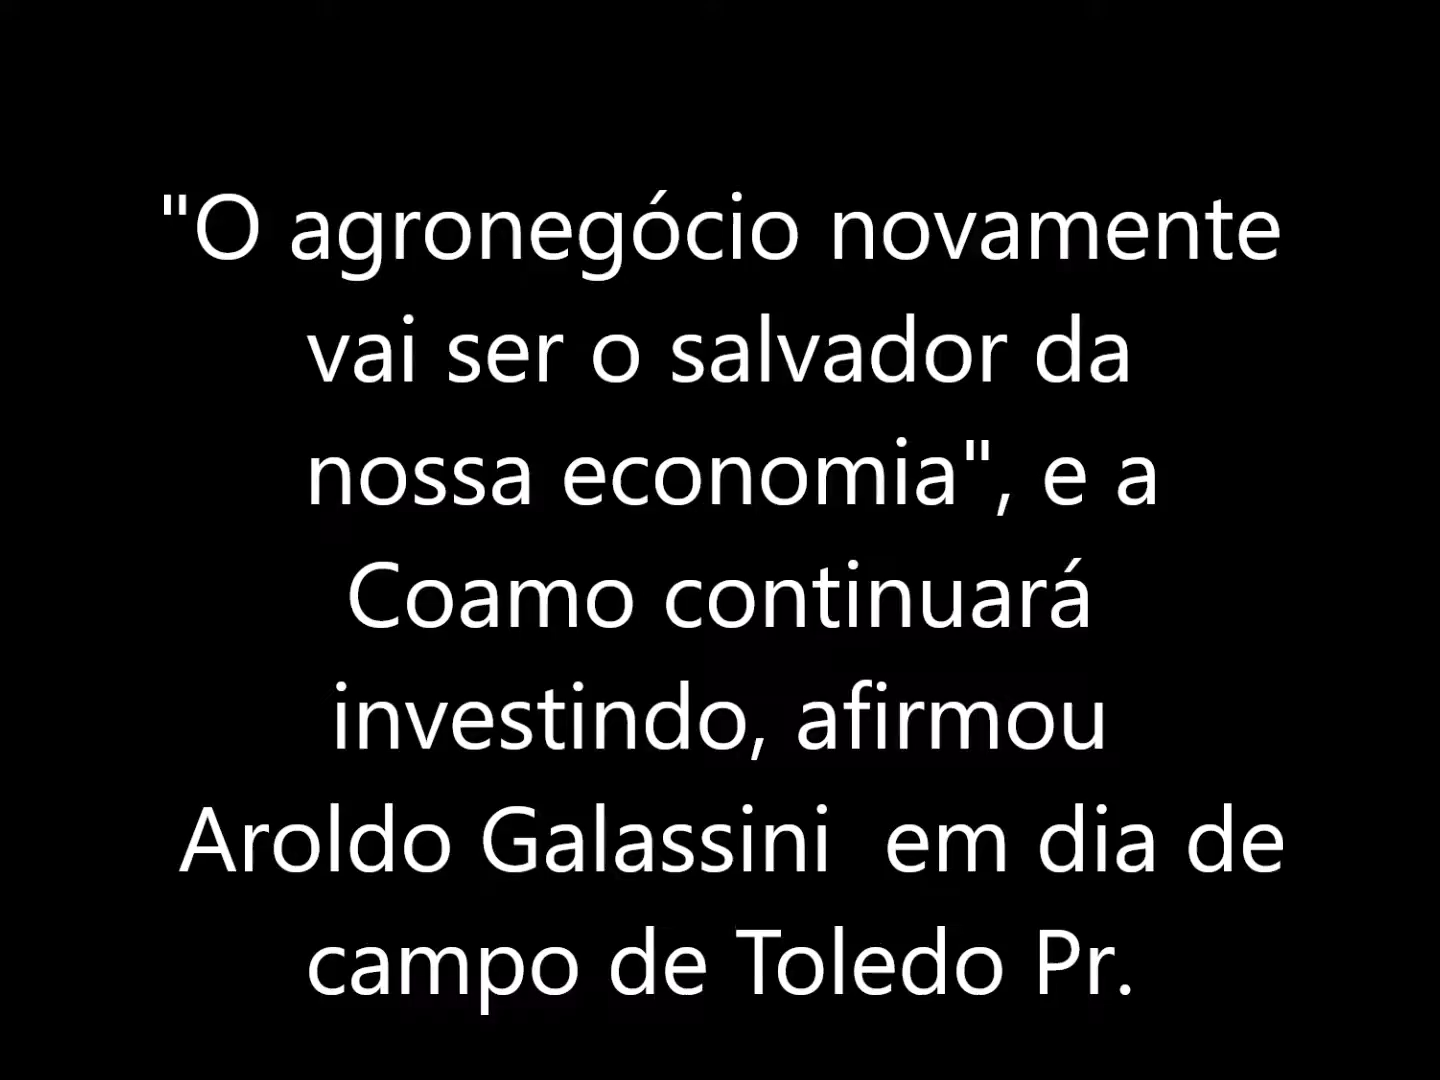 "O agronegócio novamente
vai ser o salvador da
nossa economia", e a
Coamo continuará
investindo, afirmou
Aroldo Galassini  em dia de
campo de Toledo Pr.